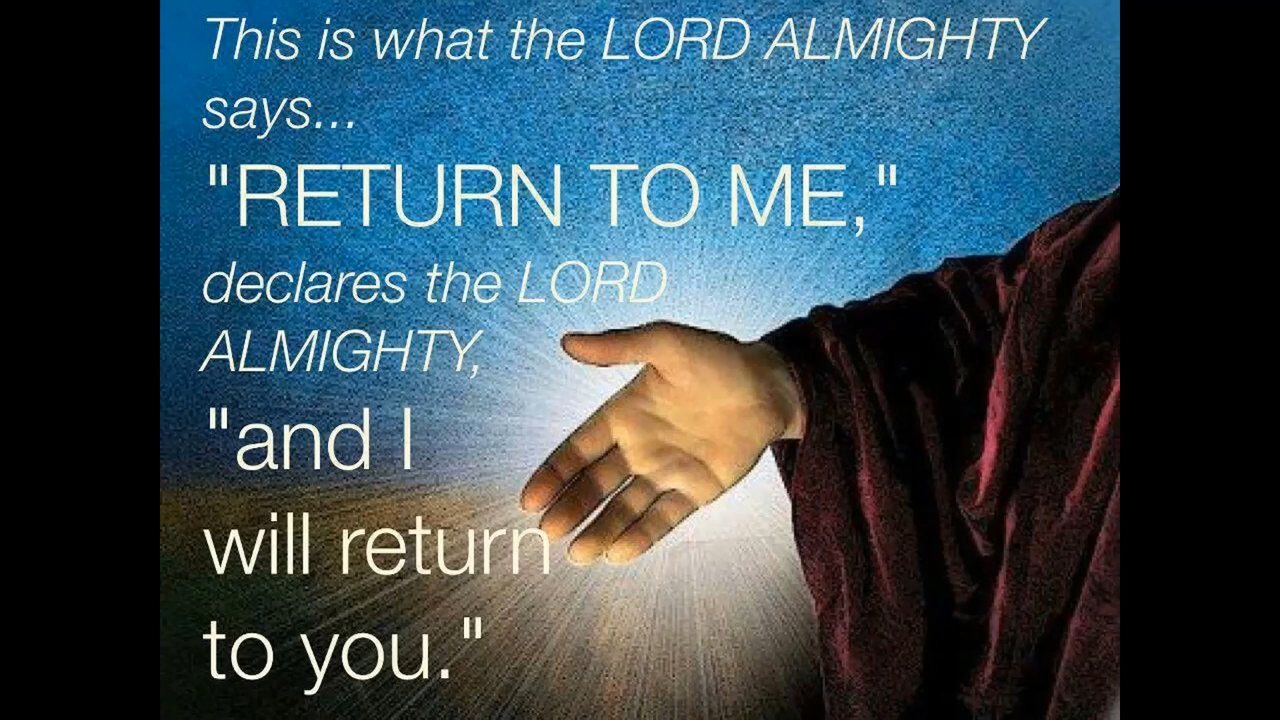 This is what the LORD ALMIGHTY
says...
"RETURN TO ME,"
declares the LORD
ALMIGHTY,
"and I
will return
to you."